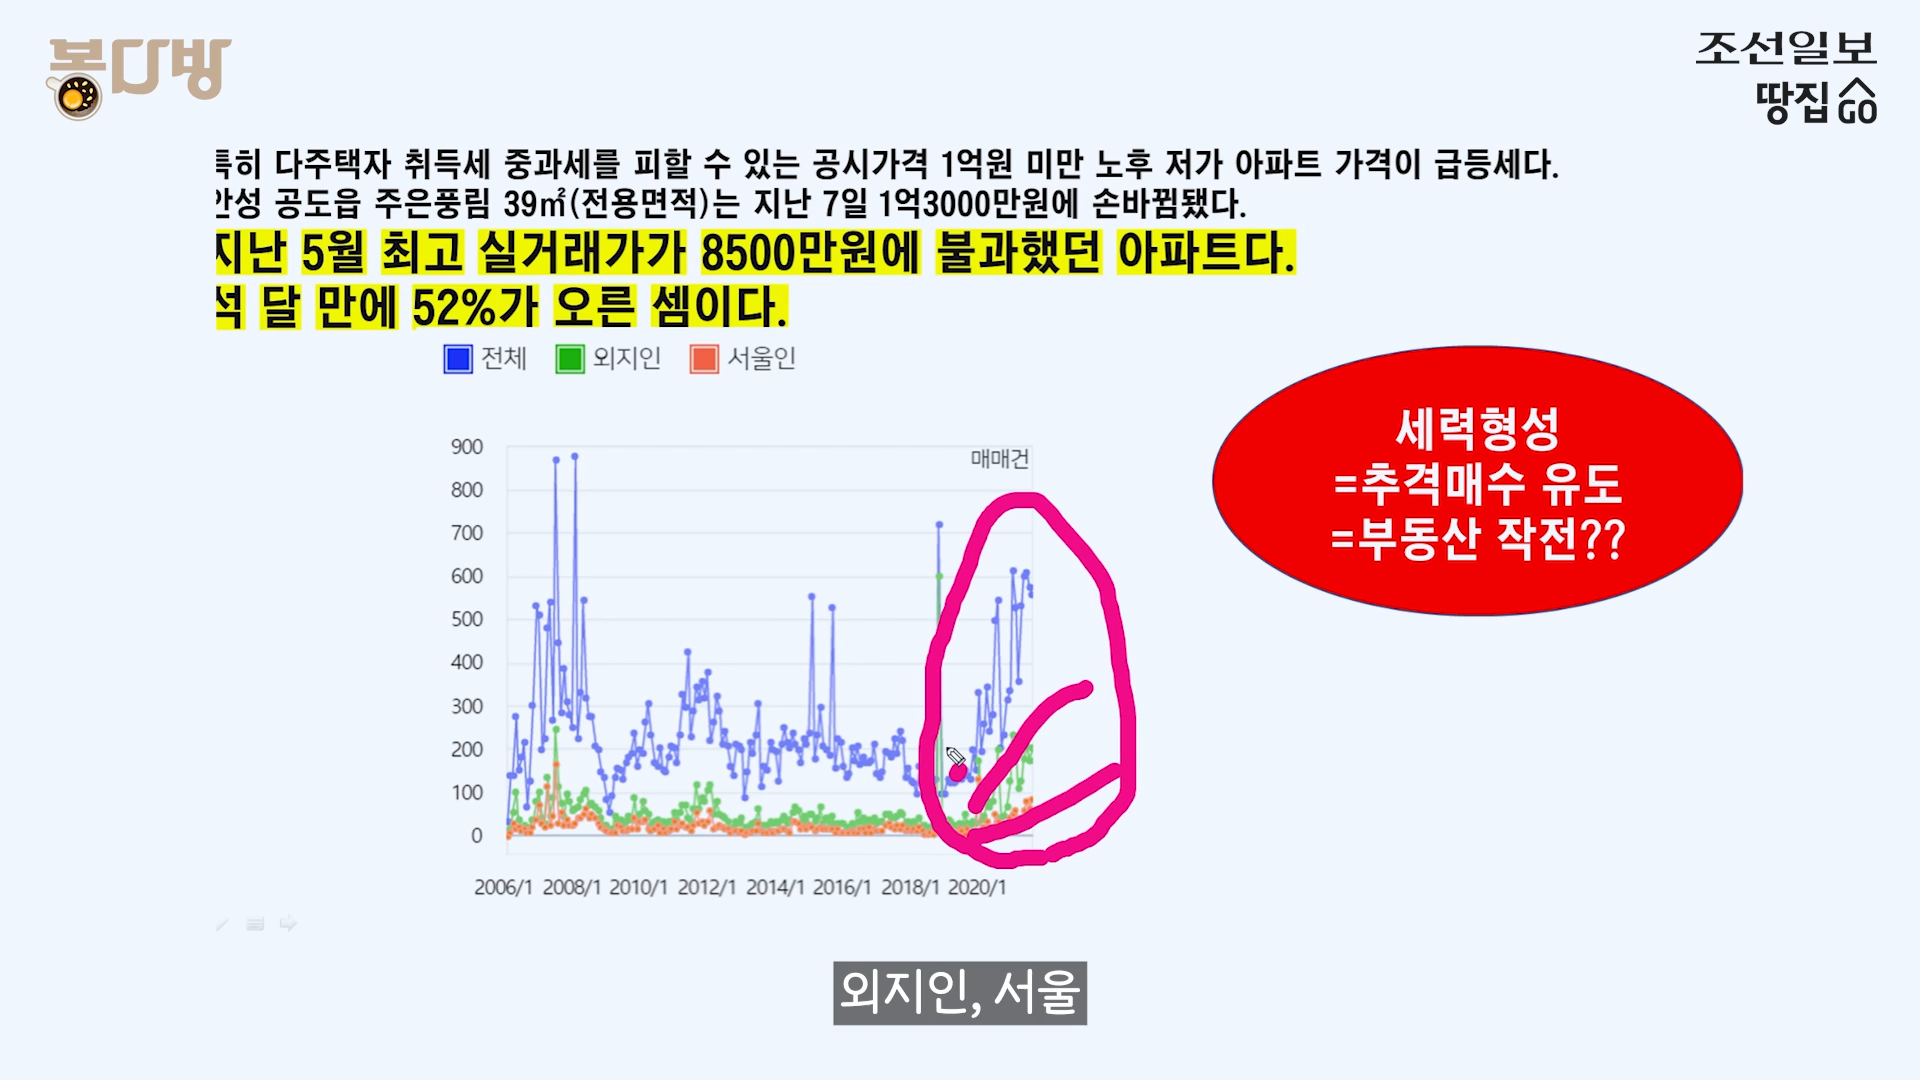 봉다방
조선일보
땅집GO
특히 다주택자 취득세 중과세를 피할 수 있는 공시가격 1억원 미만 노후 저가 아파트 가격이 급등세다.
안성 공도읍 주은풍림 39㎡(전용면적)는 지난 7일 1억3000만원에 손바뀜됐다.
지난 5월 최고 실거래가가 8500만원에 불과했던 아파트다.
석 달 만에 52%가 오른 셈이다.
전체 외지인 서울인
세력형성
=추격매수 유도
=부동산 작전??
매매건
900
800
700
600
500
400
300
200
100
0
2006/1 2008/1 2010/1 2012/1 2014/1 2016/1 2018/1 2020/1
외지인, 서울